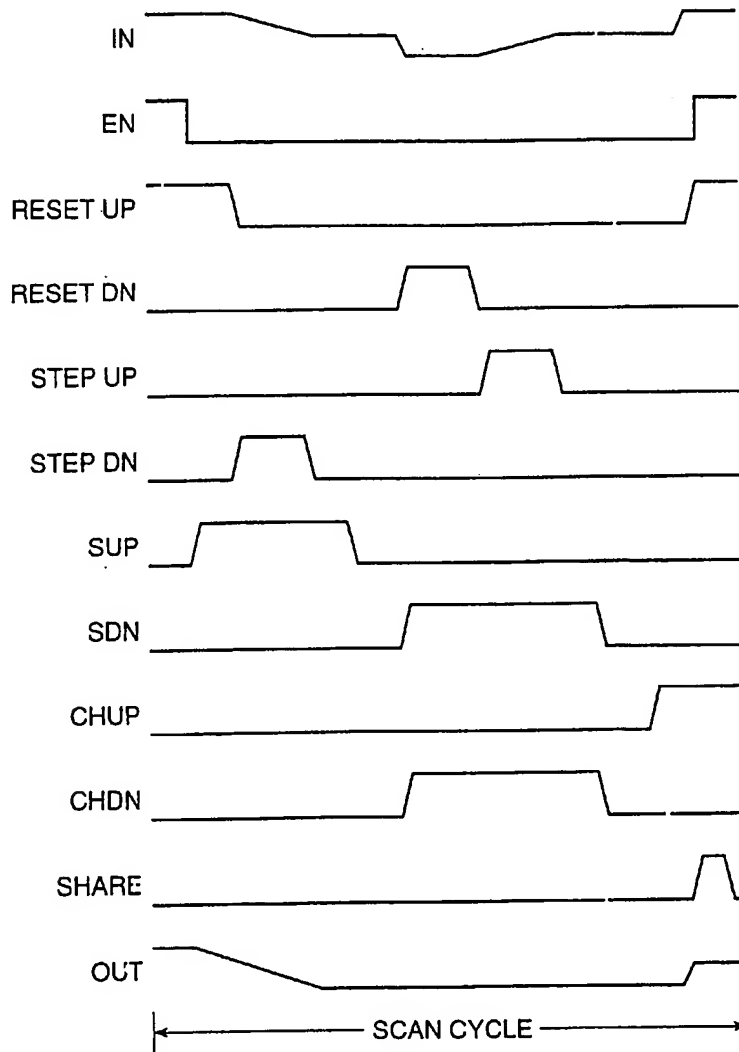 IN
EN
RESET UP
RESET DN
STEP UP
STEP DN
SUP
SDN
CHUP
CHDN
SHARE
OUT
SCAN CYCLE